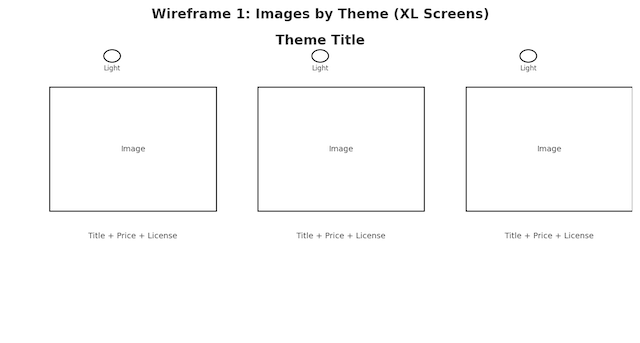 Wireframe 1: Images by Theme (XL Screens)
Theme Title
Light Light Light
Image Image Image
Title + Price + License Title + Price + License Title + Price + License